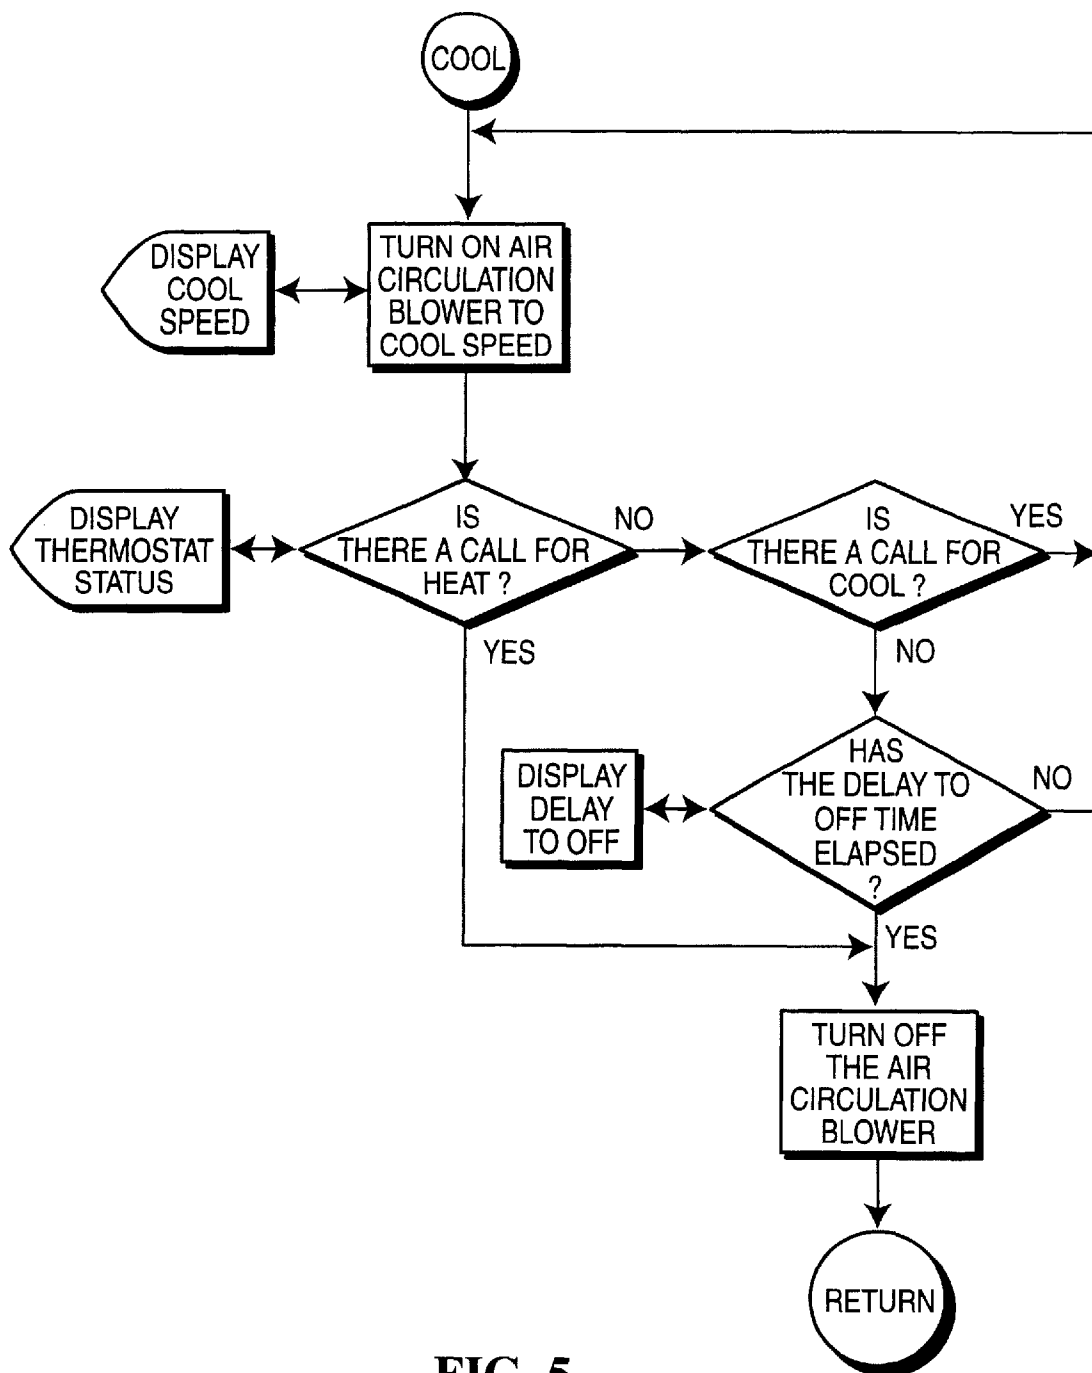 COOL
DISPLAY
COOL
SPEED
TURN ON AIR
CIRCULATION
BLOWER TO
COOL SPEED
DISPLAY
THERMOSTAT
STATUS
IS
THERE A CALL FOR
HEAT ?
NO
YES
IS
THERE A CALL FOR
COOL ?
YES
NO
DISPLAY
DELAY
TO OFF
HAS
THE DELAY TO
OFF TIME
ELAPSED
?
NO
YES
TURN OFF
THE AIR
CIRCULATION
BLOWER
RETURN
FIG. 5